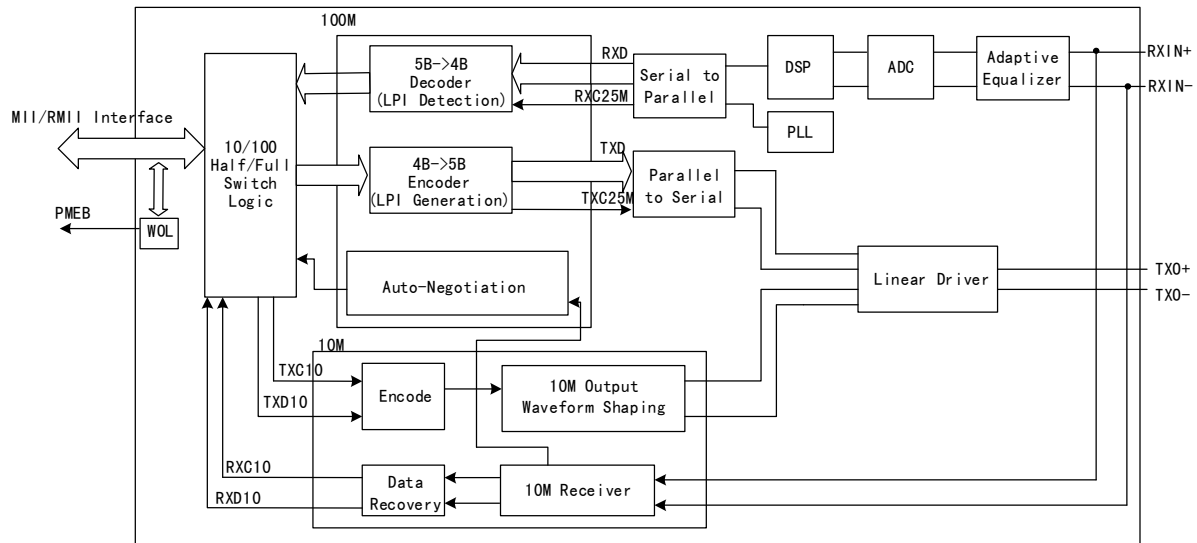 100M
RXIN+
RXIN-
5B->4B
Decoder
(LPI Detection)
RXD
RXC25M
Serial to
Parallel
DSP
ADC
Adaptive
Equalizer
PLL
MII/RMII Interface
10/100
Half/Full
Switch
Logic
4B->5B
Encoder
(LPI Generation)
TXD
TXC25M
Parallel
to Serial
PMEB
WOL
Auto-Negotiation
Linear Driver
TXO+
TXO-
10M
TXC10
TXD10
Encode
10M Output
Waveform Shaping
RXC10
RXD10
Data
Recovery
10M Receiver